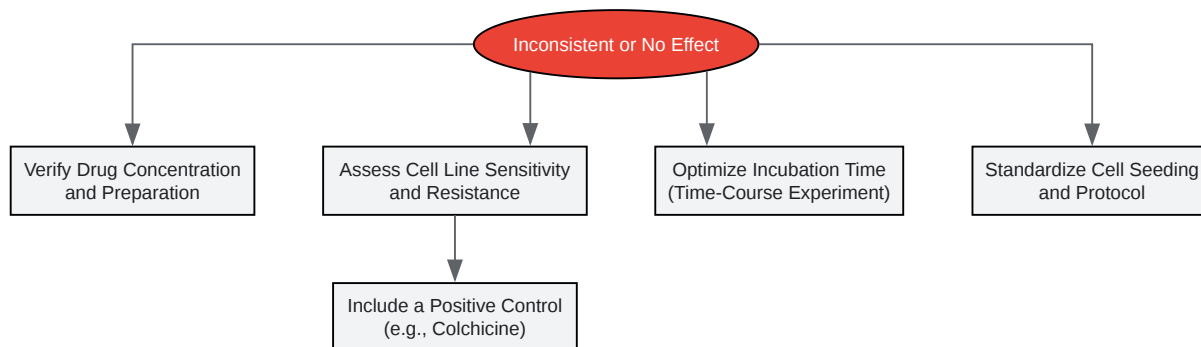 Inconsistent or No Effect
Verify Drug Concentration
and Preparation
Assess Cell Line Sensitivity
and Resistance
Optimize Incubation Time
(Time-Course Experiment)
Standardize Cell Seeding
and Protocol
Include a Positive Control
(e.g., Colchicine)